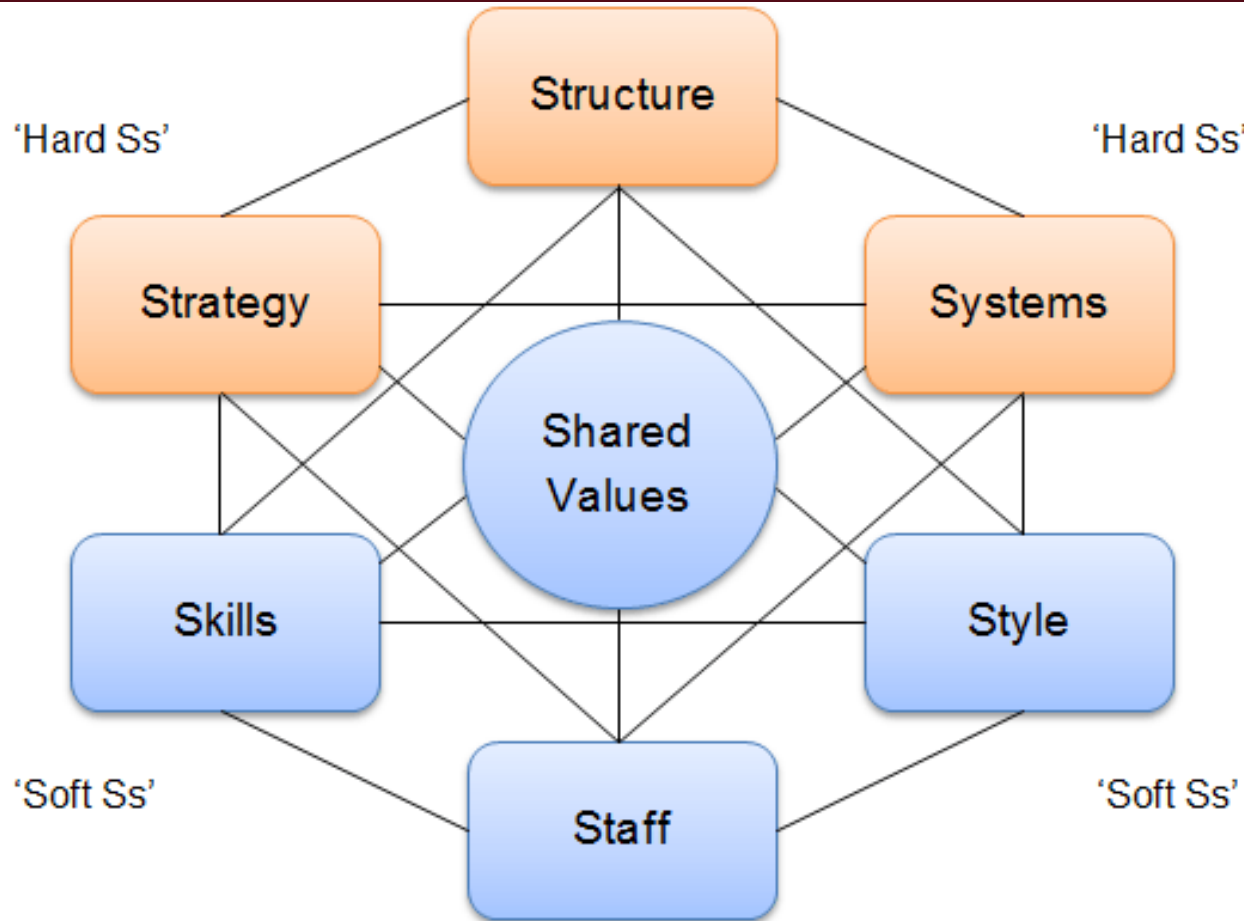 Structure
‘Hard Ss’
‘Hard Ss’
Strategy
Systems
Shared
Values
Skills
Style
‘Soft Ss’
‘Soft Ss’
Staff